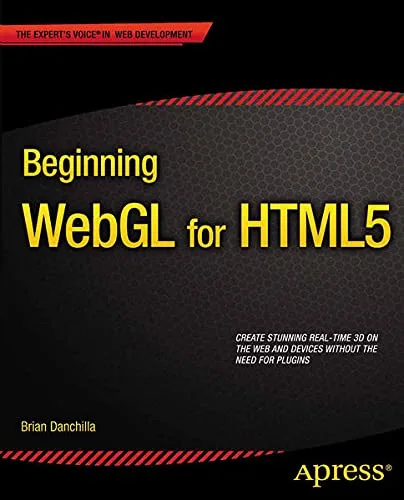 THE EXPERT'S VOICE® IN WEB DEVELOPMENT
Beginning
WebGL for HTML5
CREATE STUNNING REAL-TIME 3D ON
THE WEB AND DEVICES WITHOUT THE
NEED FOR PLUGINS
Brian Danchilla
Apress®